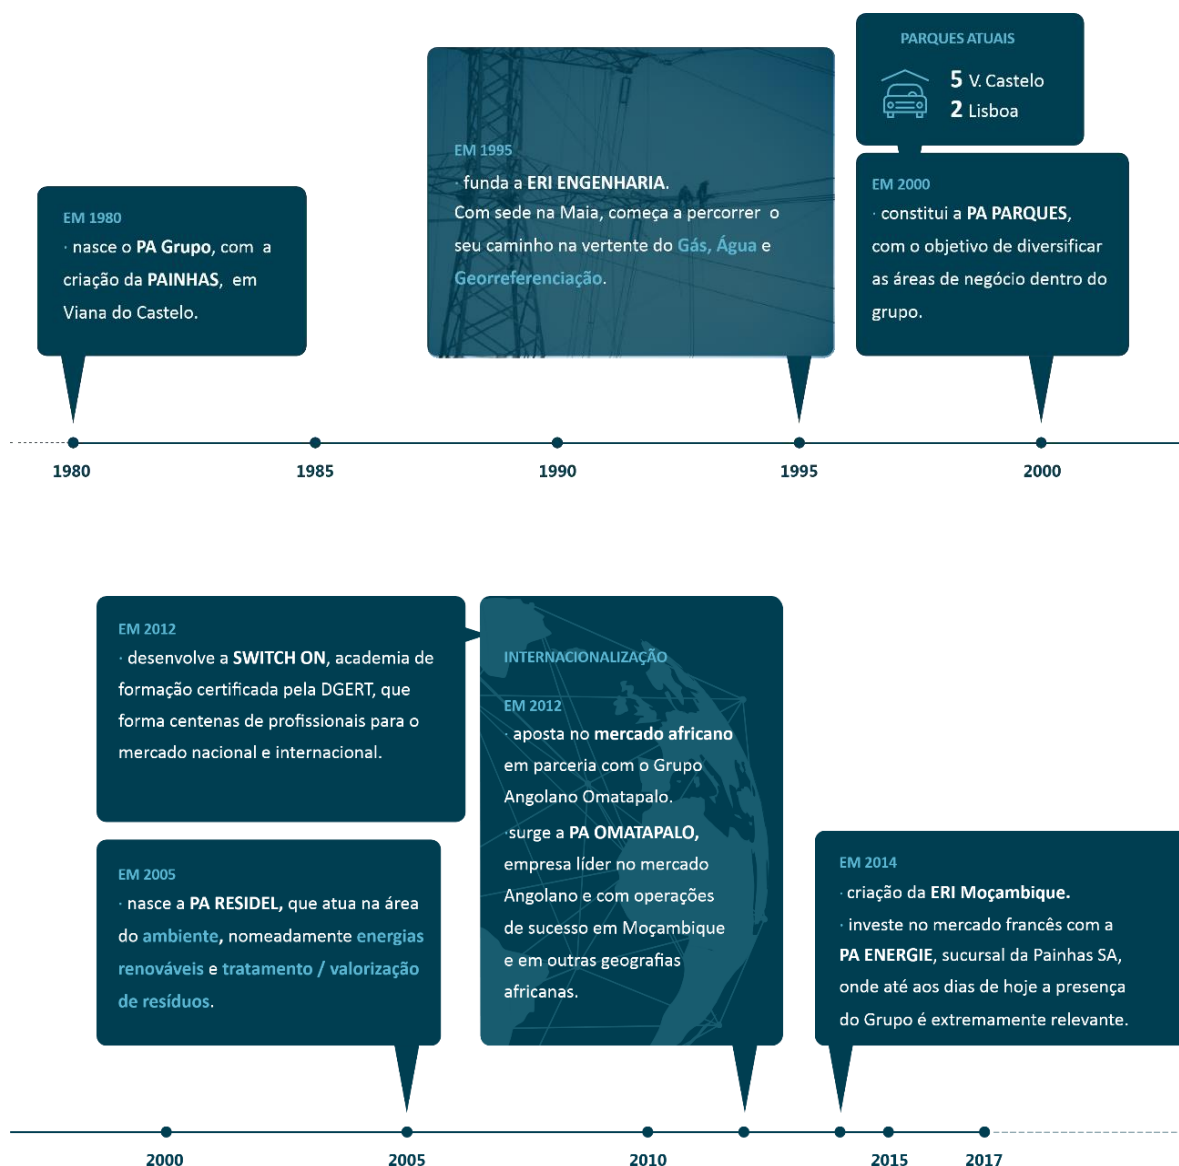 PARQUES ATUAIS
5 V. Castelo
2 Lisboa
EM 1980
· nasce o PA Grupo, com a
criação da PAINHAS, em
Viana do Castelo.
EM 1995
· funda a ERI ENGENHARIA.
Com sede na Maia, começa a percorrer o
seu caminho na vertente do Gás, Água e
Georreferenciação.
EM 2000
· constitui a PA PARQUES,
com o objetivo de diversificar
as áreas de negócio dentro do
grupo.
1980 1985 1990 1995 2000
EM 2012
· desenvolve a SWITCH ON, academia de
formação certificada pela DGERT, que
forma centenas de profissionais para o
mercado nacional e internacional.
EM 2005
· nasce a PA RESIDEL, que atua na área
do ambiente, nomeadamente energias
renováveis e tratamento / valorização
de resíduos.
INTERNACIONALIZAÇÃO
EM 2012
· aposta no mercado africano
em parceria com o Grupo
Angolano Omatapalo.
·surge a PA OMATAPALO,
empresa líder no mercado
Angolano e com operações
de sucesso em Moçambique
e em outras geografias
africanas.
EM 2014
· criação da ERI Moçambique.
· investe no mercado francês com a
PA ENERGIE, sucursal da Painhas SA,
onde até aos dias de hoje a presença
do Grupo é extremamente relevante.
2000 2005 2010 2015 2017